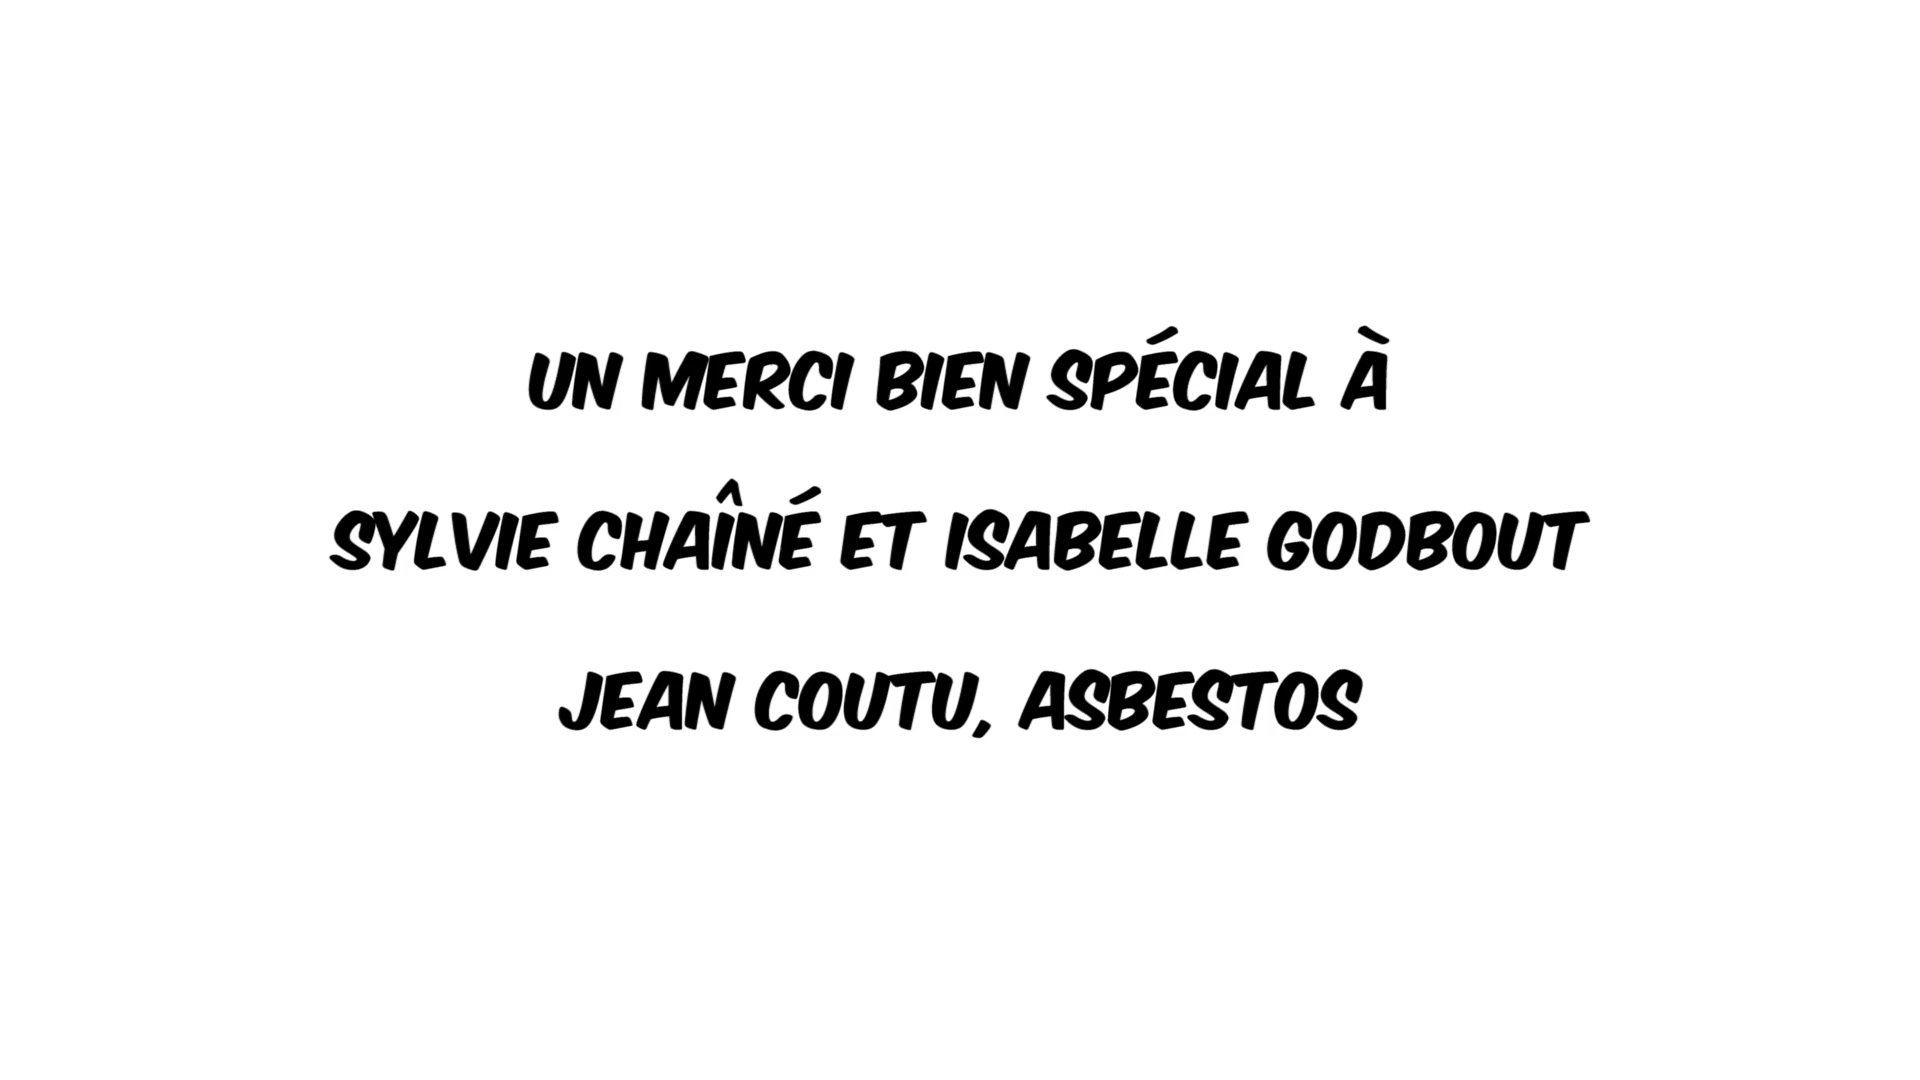 UN MERCI BIEN SPÉCIAL À
SYLVIE CHAÎNÉ ET ISABELLE GODBOUT
JEAN COUTU, ASBESTOS